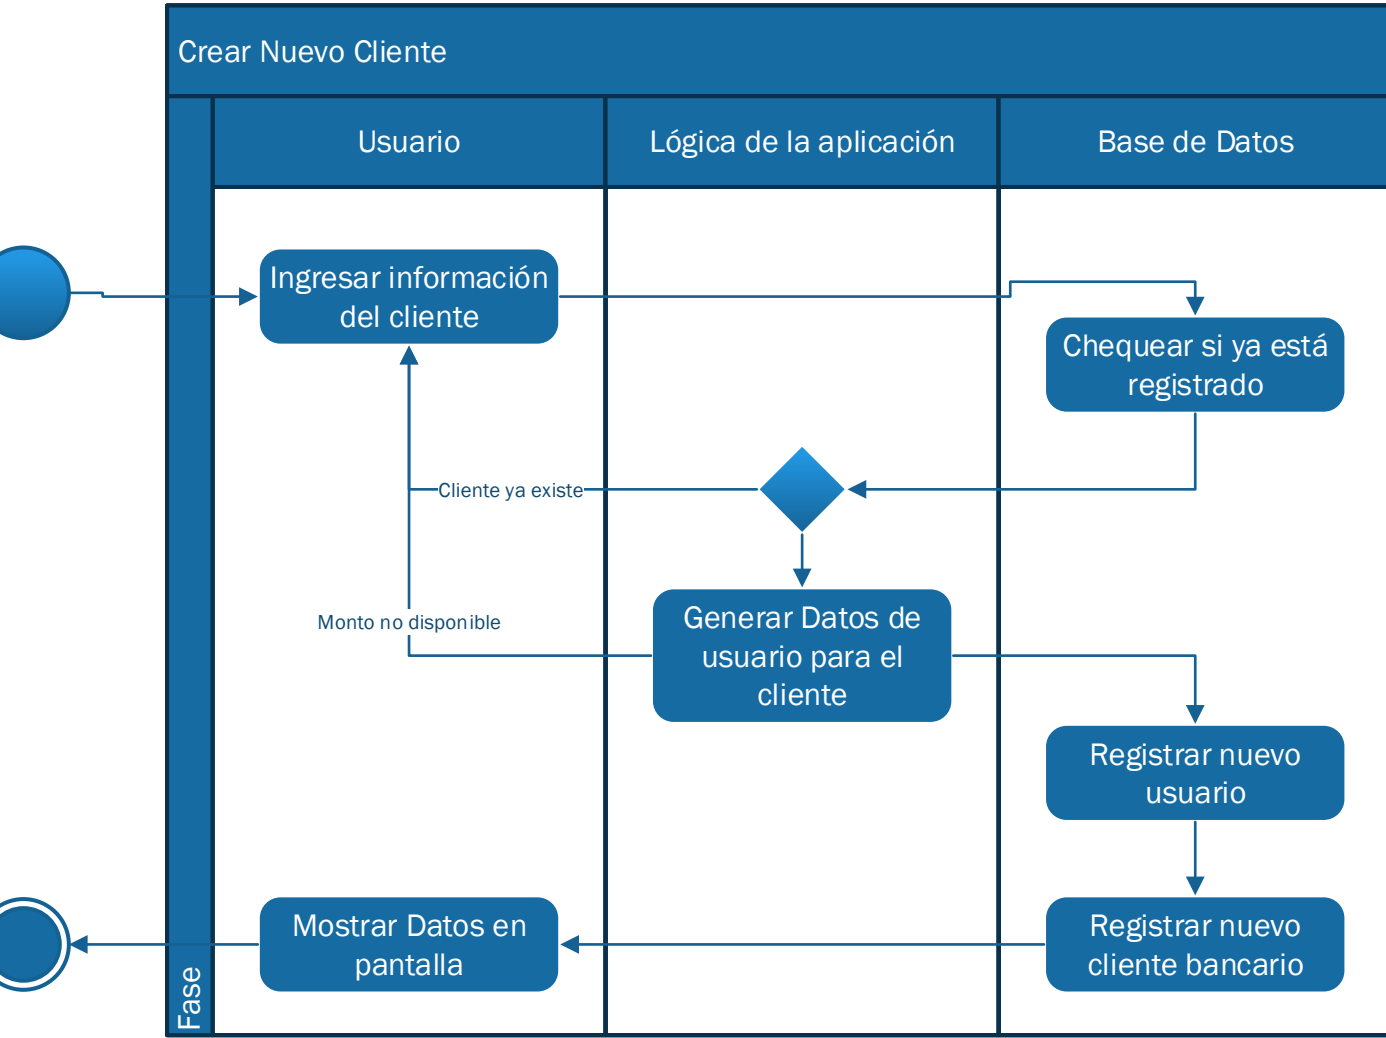 Crear Nuevo Cliente
Usuario
Lógica de la aplicación
Base de Datos
Ingresar información
del cliente
Chequear si ya está
registrado
Cliente ya existe
Monto no disponible
Generar Datos de
usuario para el
cliente
Registrar nuevo
usuario
Mostrar Datos en
pantalla
Registrar nuevo
cliente bancario
Fase